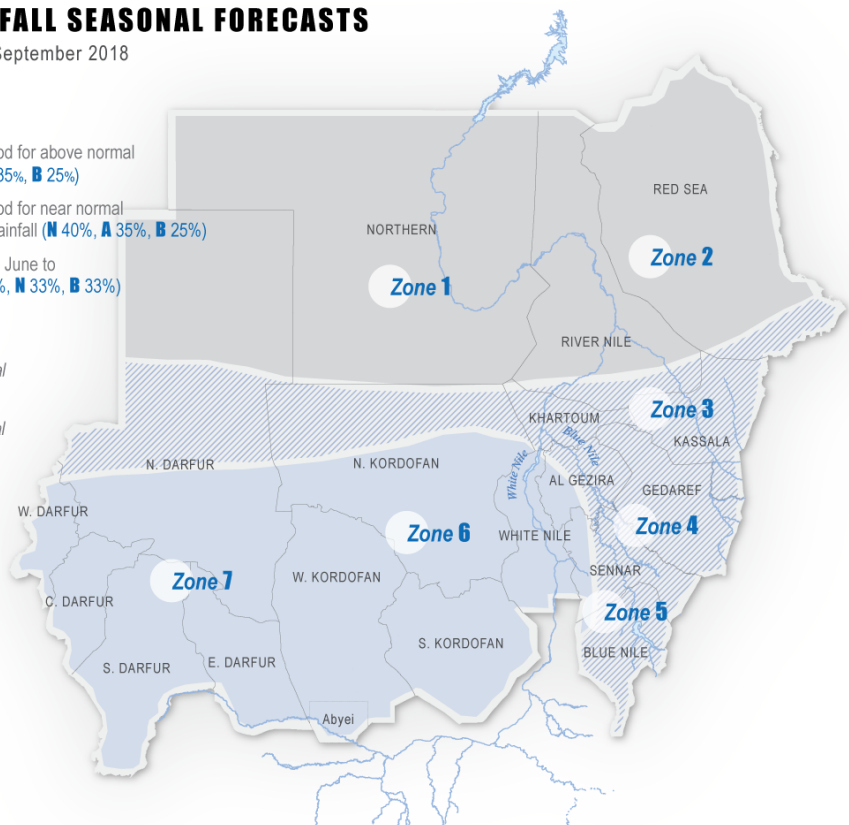 FALL SEASONAL FORECASTS
September 2018
od for above normal
35%, B 25%)
od for near normal
ainfall (N 40%, A 35%, B 25%)
June to
%, N 33%, B 33%)
al
al
RED SEA
NORTHERN
Zone 2
Zone 1
RIVER NILE
Zone 3
KHARTOUM
KASSALA
Blue Nile
White Nile
N. DARFUR
N. KORDOFAN
AL GEZIRA
GEDAREF
W. DARFUR
Zone 6
Zone 4
WHITE NILE
SENNAR
Zone 7
W. KORDOFAN
C. DARFUR
Zone 5
S. KORDOFAN
BLUE NILE
S. DARFUR
E. DARFUR
Abyei